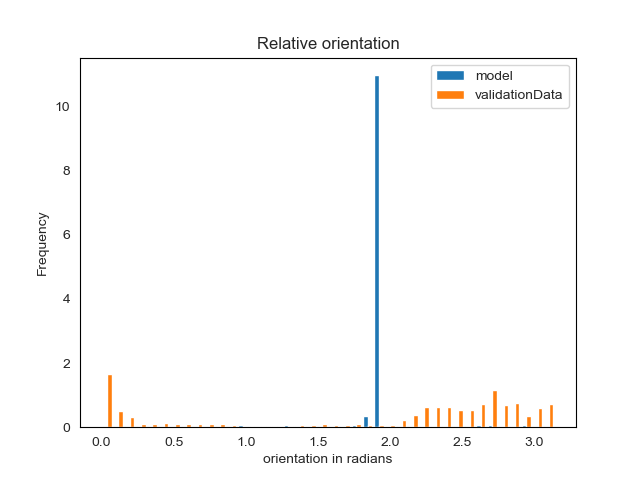 Relative orientation
model
validationData
Frequency
10
8
6
4
2
0
0.0 0.5 1.0 1.5 2.0 2.5 3.0
orientation in radians